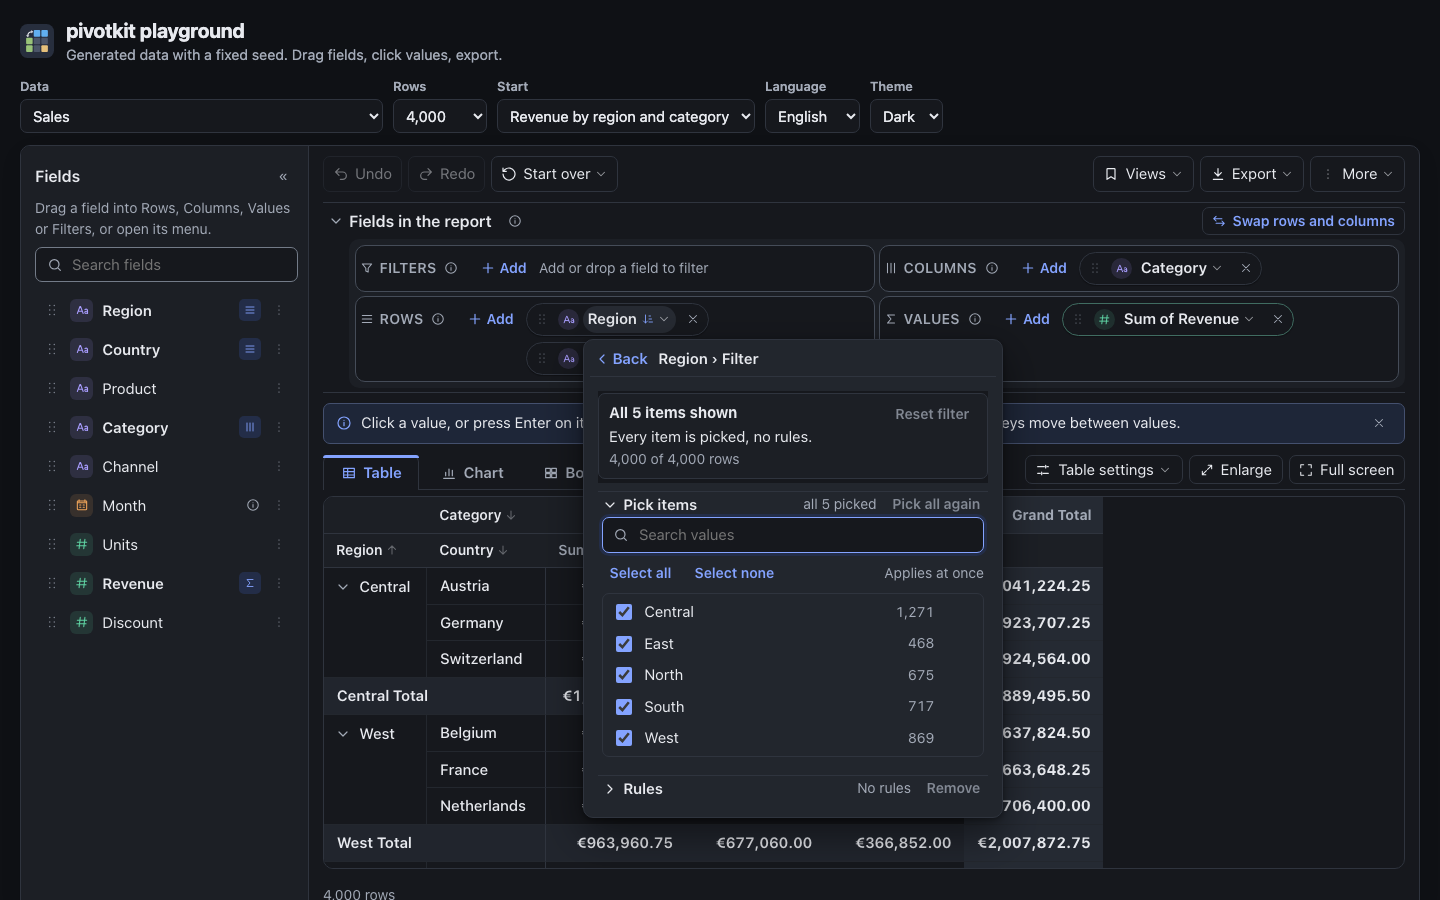 pivotkit playground
Generated data with a fixed seed. Drag fields, click values, export.
Data
Rows
Start
Language
Theme
Sales
4,000
Revenue by region and category
English
Dark
Fields
«
Drag a field into Rows, Columns, Values
or Filters, or open its menu.
Search fields
Aa Region
Aa Country
Aa Product
Aa Category
Aa Channel
Month
# Units
# Revenue Σ
# Discount
Undo
Redo
Start over
Views
Export
More
Fields in the report
Swap rows and columns
FILTERS + Add Add or drop a field to filter
COLUMNS + Add Aa Category ×
ROWS + Add Aa Region ×
Aa
Σ VALUES + Add # Sum of Revenue ×
Back Region › Filter
All 5 items shown
Reset filter
Every item is picked, no rules.
4,000 of 4,000 rows
Pick items all 5 picked Pick all again
Search values
Select all Select none Applies at once
Central 1,271
East 468
North 675
South 717
West 869
Rules No rules Remove
Click a value, or press Enter on it
eys move between values.
Table
Chart
Table settings
Enlarge
Full screen
Category ↓
Grand Total
Region ↑ Country ↓
Central Austria 041,224.25
Germany 923,707.25
Switzerland 924,564.00
Central Total €1 889,495.50
West Belgium 637,824.50
France 663,648.25
Netherlands 706,400.00
West Total €963,960.75 €677,060.00 €366,852.00 €2,007,872.75
4,000 rows